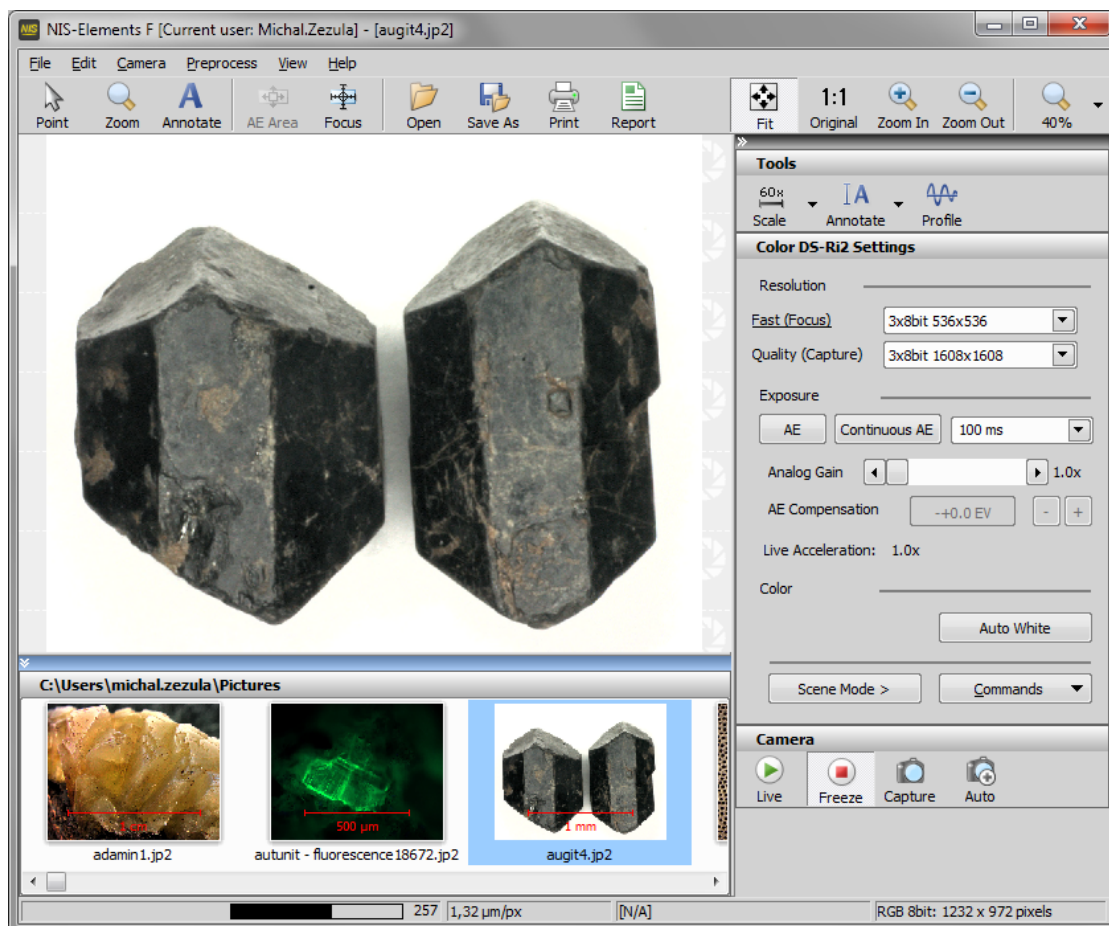 NIS NIS-Elements F [Current user: Michal.Zezula] - [augit4.jp2]
File Edit Camera Preprocess View Help
Point Zoom Annotate AE Area Focus Open Save As Print Report
1:1
Fit Original Zoom In Zoom Out 40%
Tools
60x
Scale Annotate Profile
Color DS-Ri2 Settings
Resolution
Fast (Focus) 3x8bit 536x536
Quality (Capture) 3x8bit 1608x1608
Exposure
AE Continuous AE 100 ms
Analog Gain 1.0x
AE Compensation -+0.0 EV - +
Live Acceleration: 1.0x
Color
Auto White
Scene Mode > Commands
Camera
Live Freeze Capture Auto
C:\Users\michal.zezula\Pictures
500 µm
1 mm
adamin1.jp2 autunit - fluorescence18672.jp2 augit4.jp2
257 1,32 µm/px [N/A] RGB 8bit: 1232 x 972 pixels